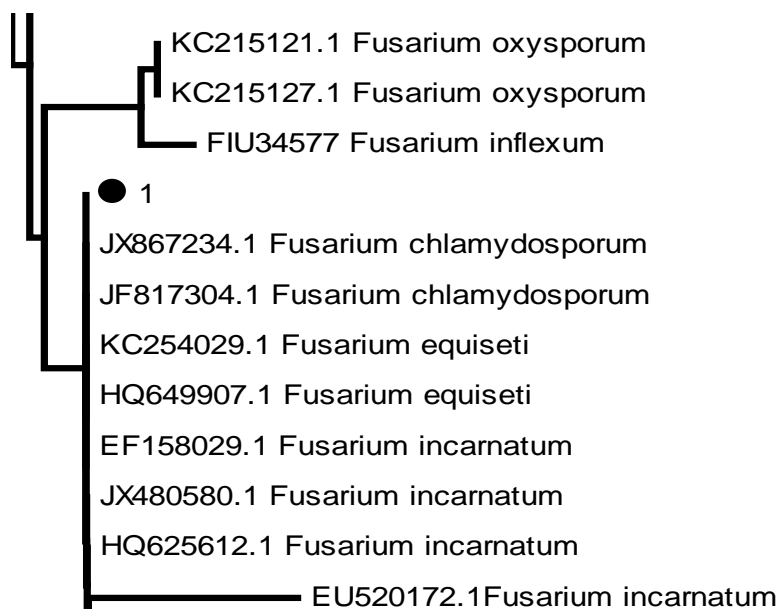 KC215121.1 Fusarium oxysporum
KC215127.1 Fusarium oxysporum
FIU34577 Fusarium inflexum
1
JX867234.1 Fusarium chlamydosporum
JF817304.1 Fusarium chlamydosporum
KC254029.1 Fusarium equiseti
HQ649907.1 Fusarium equiseti
EF158029.1 Fusarium incarnatum
JX480580.1 Fusarium incarnatum
HQ625612.1 Fusarium incarnatum
EU520172.1Fusarium incarnatum